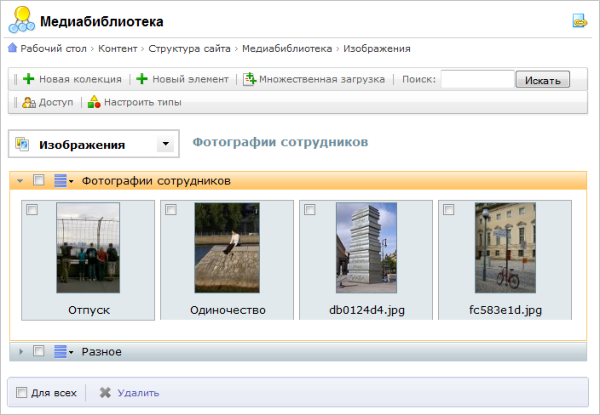 Медиабиблиотека
Рабочий стол › Контент › Структура сайта › Медиабиблиотека › Изображения
Новая колекция Новый элемент Множественная загрузка Поиск: Искать
Доступ Настроить типы
Изображения Фотографии сотрудников
Фотографии сотрудников
Отпуск Одиночество db0124d4.jpg fc583e1d.jpg
Разное
Для всех Удалить